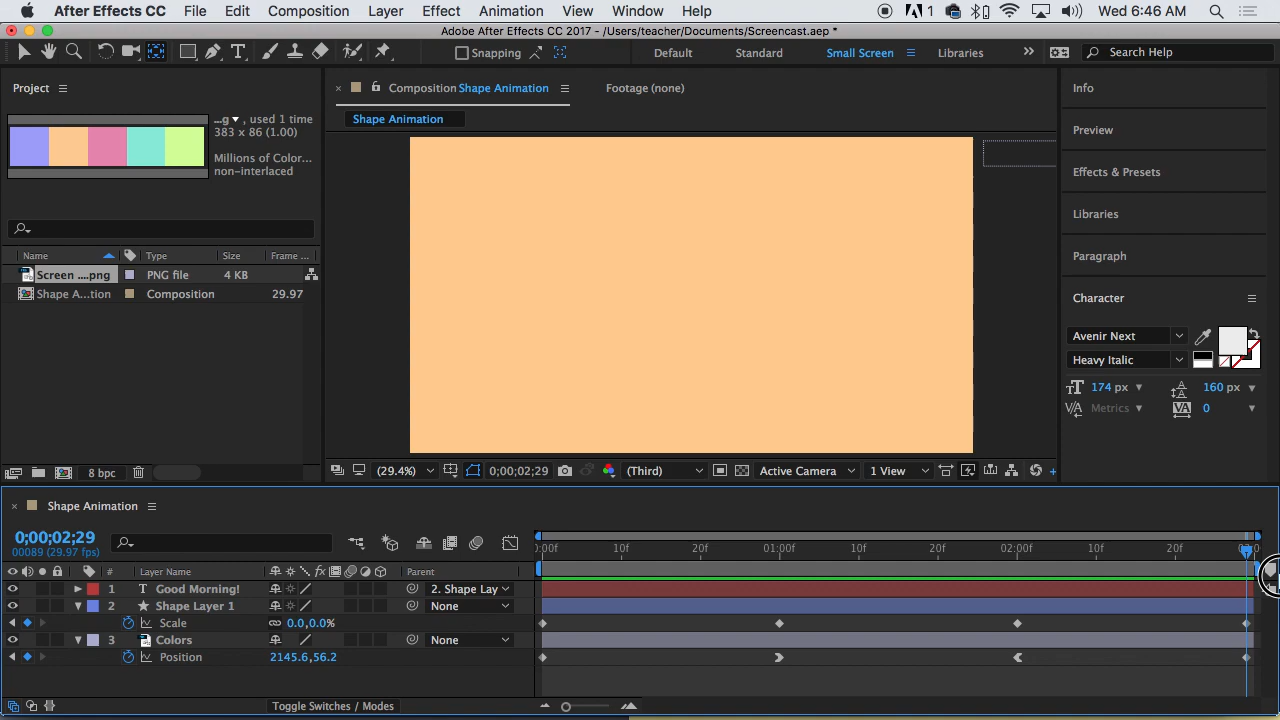 After Effects CC File Edit Composition Layer Effect Animation View Window Help 1 Wed 6:46 AM
Adobe After Effects CC 2017 - /Users/teacher/Documents/Screencast.aep *
Snapping Default Standard Small Screen Libraries Search Help
Project
Composition Shape Animation Footage (none)
Shape Animation
...g ▾, used 1 time
383 x 86 (1.00)
Millions of Color...
non-interlaced
Name Type Size Frame ...
Screen ....png PNG file 4 KB
Shape A...tion Composition 29.97
8 bpc
(29.4%) 0;00;02;29 (Third) Active Camera 1 View
Info
Preview
Effects & Presets
Libraries
Paragraph
Character
Avenir Next
Heavy Italic
174 px 160 px
Metrics 0
Shape Animation
0;00;02;29
00089 (29.97 fps)
:00f 10f 20f 01:00f 10f 20f 02:00f 10f 20f
# Layer Name Parent
1 Good Morning! 2. Shape Lay
2 Shape Layer 1 None
Scale 0.0,0.0%
3 Colors None
Position 2145.6,56.2
Toggle Switches / Modes